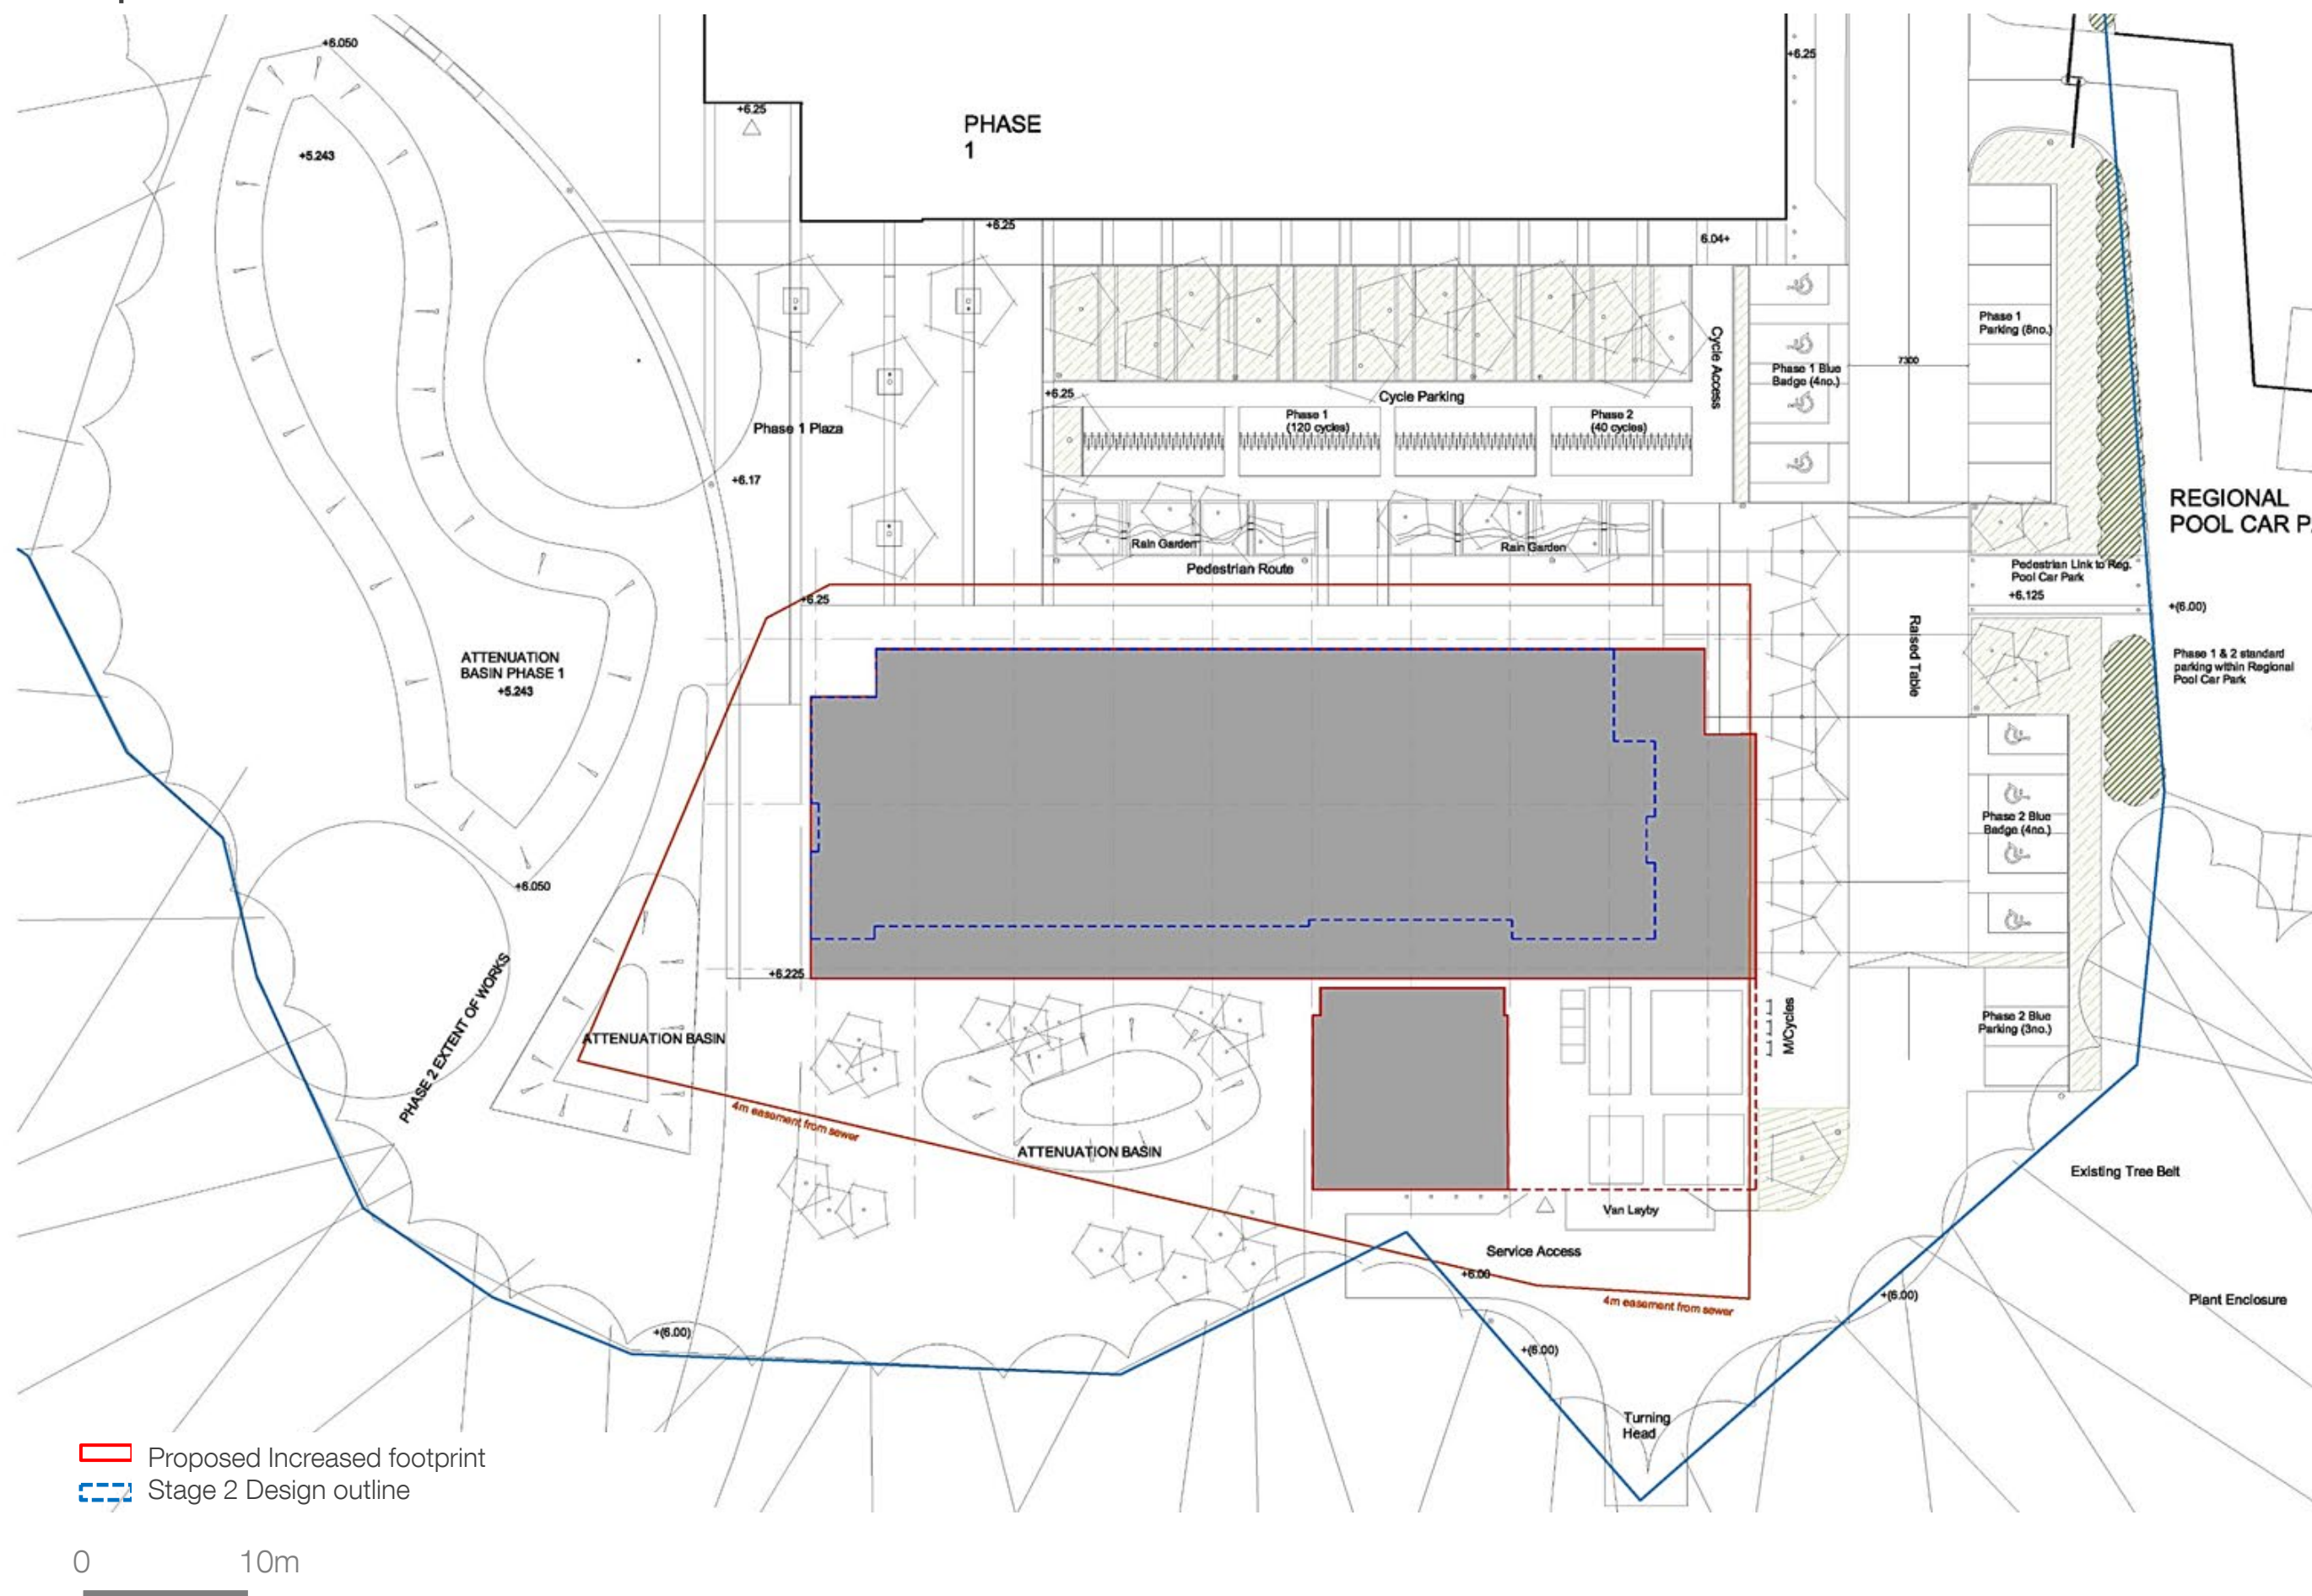 +6.050
+6.25
+6.25
PHASE
1
+5.243
+6.25
6.04+
Phase 1
Parking (8no.)
Cycle Access
7300
Phase 1 Blue
Badge (4no.)
+6.25
Cycle Parking
Phase 1
(120 cycles)
Phase 2
(40 cycles)
Phase 1 Plaza
+6.17
REGIONAL
POOL CAR P
Rain Garden
Rain Garden
Pedestrian Route
Pedestrian Link to Reg.
Pool Car Park
+6.125
+6.25
+(6.00)
Raised Table
ATTENUATION
BASIN PHASE 1
+5.243
Phase 1 & 2 standard
parking within Regional
Pool Car Park
Phase 2 Blue
Badge (4no.)
+6.050
PHASE 2 EXTENT OF WORKS
+6.225
ATTENUATION BASIN
M/Cycles
Phase 2 Blue
Parking (3no.)
4m easement from sewer
ATTENUATION BASIN
Existing Tree Belt
Van Layby
Service Access
+6.00
4m easement from sewer
+(6.00)
Plant Enclosure
+(6.00)
+(6.00)
Turning
Head
Proposed Increased footprint
Stage 2 Design outline
0 10m